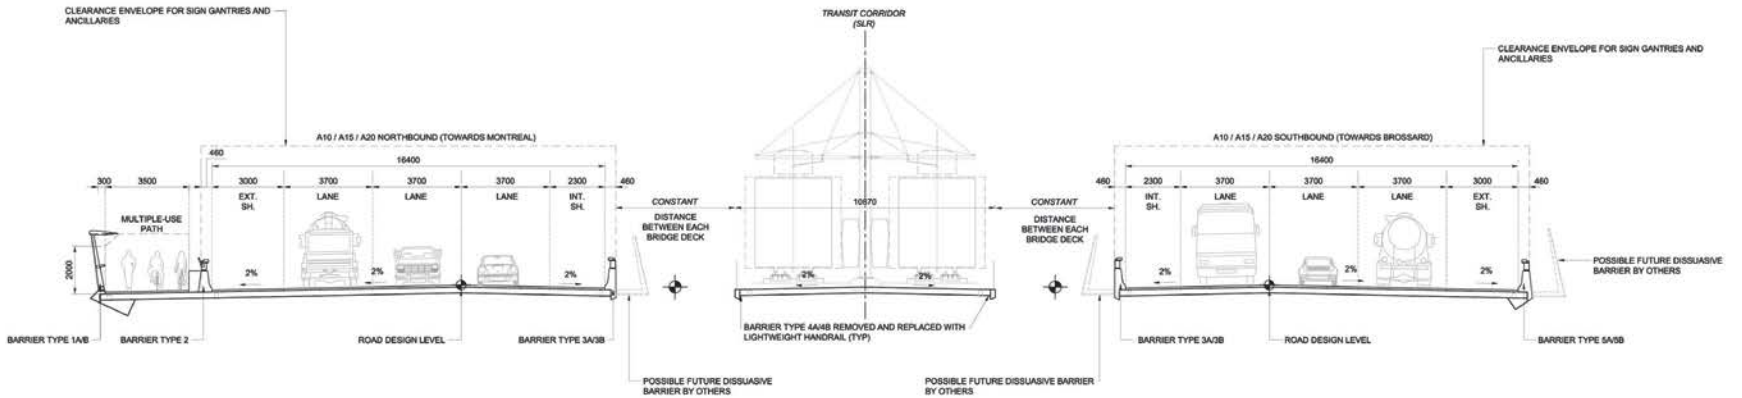 CLEARANCE ENVELOPE FOR SIGN GANTRIES AND
ANCILLARIES
TRANSIT CORRIDOR
(SLR)
CLEARANCE ENVELOPE FOR SIGN GANTRIES AND
ANCILLARIES
A10 / A15 / A20 NORTHBOUND (TOWARDS MONTREAL)
A10 / A15 / A20 SOUTHBOUND (TOWARDS BROSSARD)
460
16400
16400
300
3500
3000
3700
3700
3700
2300
460
460
2300
3700
3700
3700
3000
460
EXT.
SH.
LANE
LANE
LANE
INT.
SH.
CONSTANT
10670
CONSTANT
INT.
SH.
LANE
LANE
LANE
EXT.
SH.
MULTIPLE-USE
PATH
DISTANCE
BETWEEN EACH
BRIDGE DECK
DISTANCE
BETWEEN EACH
BRIDGE DECK
2000
2%
2%
2%
2%
2%
2%
2%
2%
POSSIBLE FUTURE DISSUASIVE
BARRIER BY OTHERS
BARRIER TYPE 1A/B
BARRIER TYPE 2
ROAD DESIGN LEVEL
BARRIER TYPE 3A/3B
BARRIER TYPE 4A/4B REMOVED AND REPLACED WITH
LIGHTWEIGHT HANDRAIL (TYP)
BARRIER TYPE 3A/3B
ROAD DESIGN LEVEL
BARRIER TYPE 5A/5B
POSSIBLE FUTURE DISSUASIVE
BARRIER BY OTHERS
POSSIBLE FUTURE DISSUASIVE BARRIER
BY OTHERS